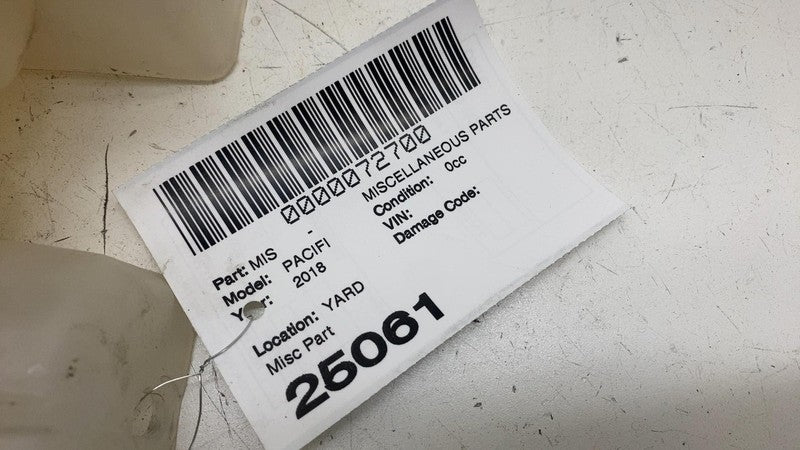 0000072700
Part: MIS - MISCELLANEOUS PARTS
Model: PACIFI Condition: 0cc
2018 VIN:
Damage Code:
Location: YARD
Misc Part
25061